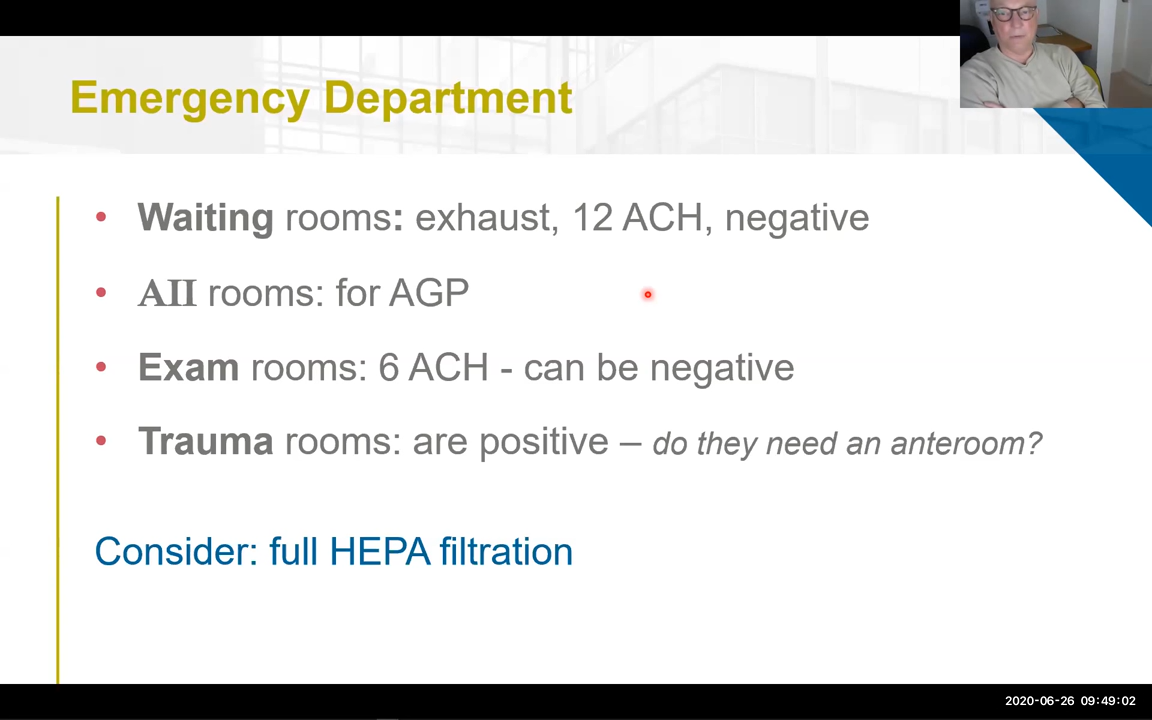 Emergency Department
• Waiting rooms: exhaust, 12 ACH, negative
• AII rooms: for AGP
• Exam rooms: 6 ACH - can be negative
• Trauma rooms: are positive – do they need an anteroom?
Consider: full HEPA filtration
2020-06-26 09:49:02